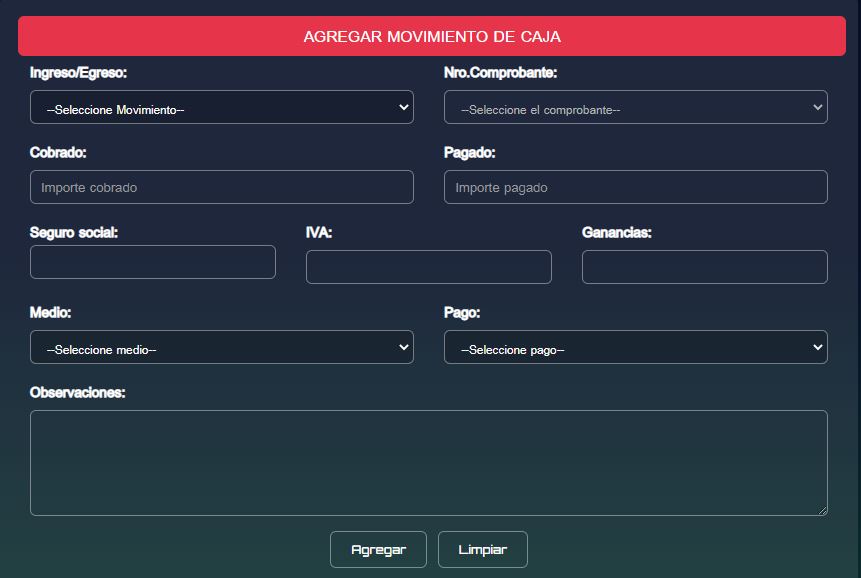 AGREGAR MOVIMIENTO DE CAJA
Ingreso/Egreso: Nro.Comprobante:
--Seleccione Movimiento-- --Seleccione el comprobante--
Cobrado: Pagado:
Importe cobrado Importe pagado
Seguro social: IVA: Ganancias:
Medio: Pago:
--Seleccione medio-- --Seleccione pago--
Observaciones:
Agregar Limpiar